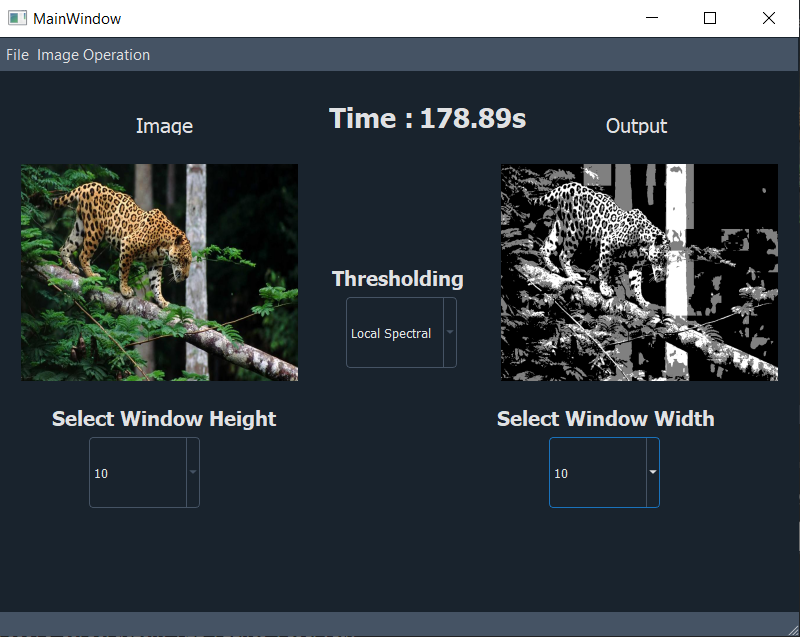 MainWindow
File Image Operation
Image
Time : 178.89s
Output
Thresholding
Local Spectral
Select Window Height
Select Window Width
10
10